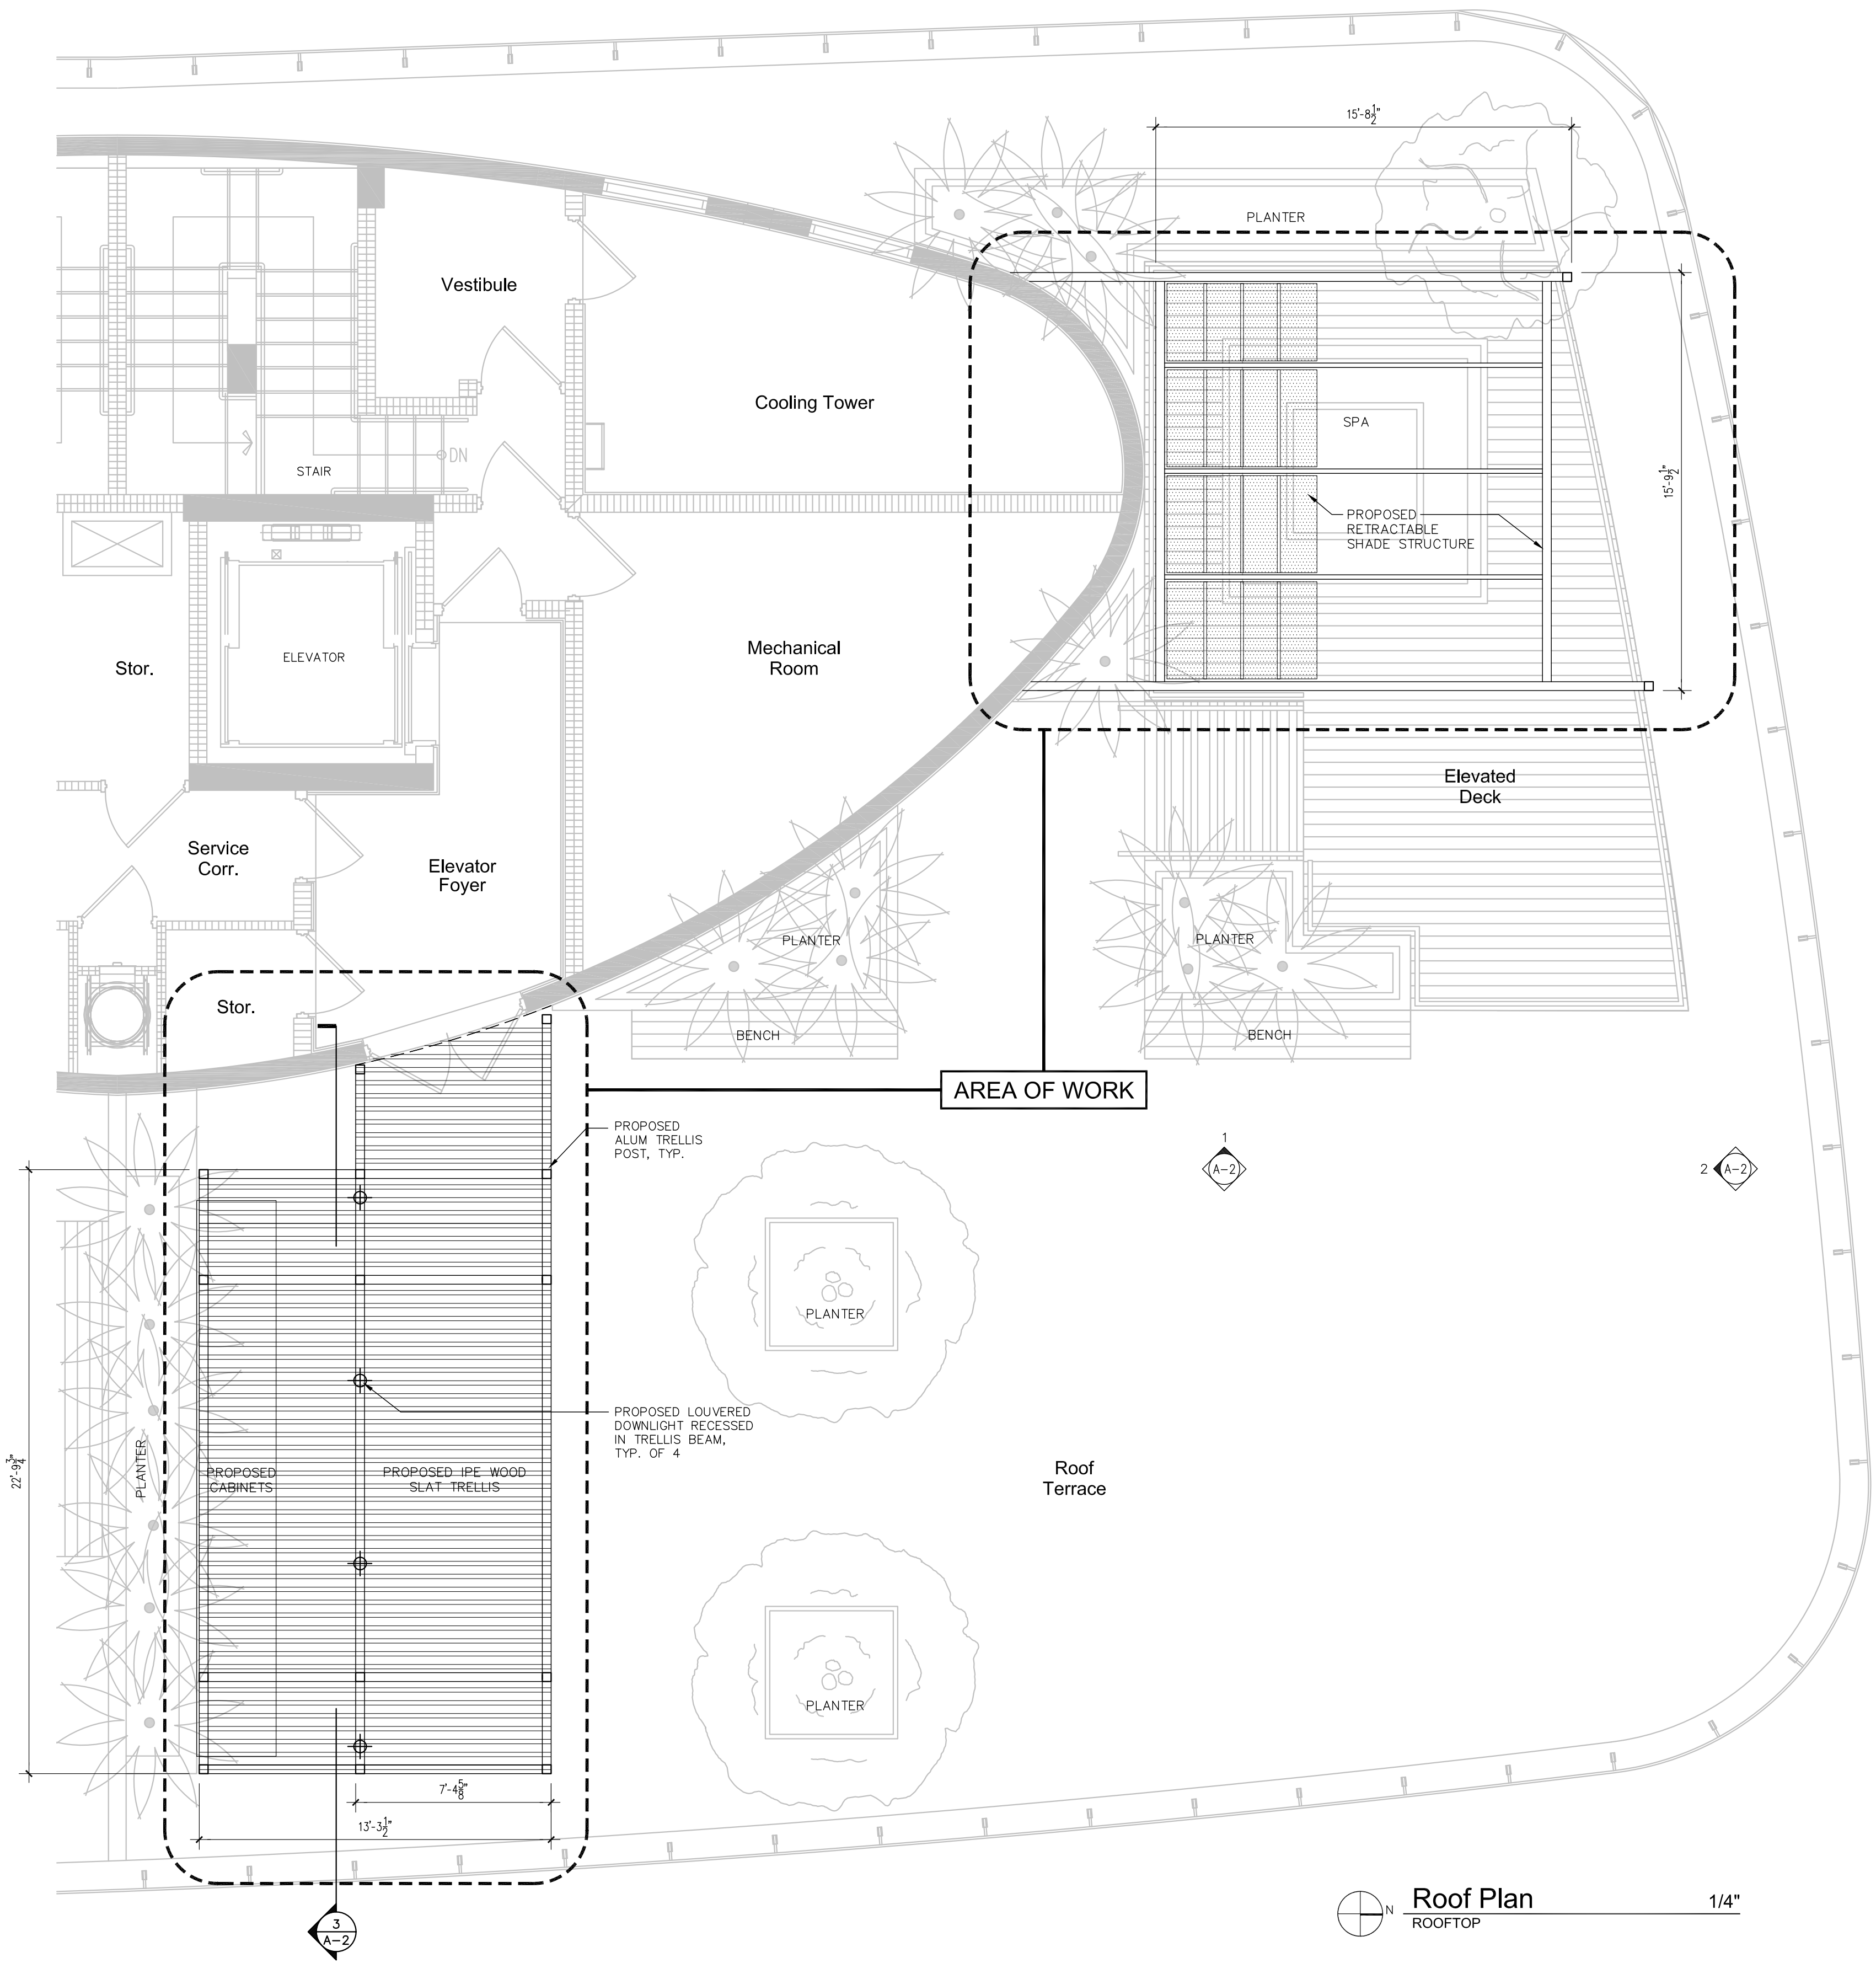 15'-8 1/2"
PLANTER
Vestibule
Cooling Tower
SPA
DN
STAIR
15'-9 1/2"
PROPOSED
RETRACTABLE
SHADE STRUCTURE
ELEVATOR
Stor.
Mechanical
Room
Elevated
Deck
Service
Corr.
Elevator
Foyer
PLANTER
PLANTER
Stor.
BENCH
BENCH
AREA OF WORK
PROPOSED
ALUM TRELLIS
POST, TYP.
1
A-2
2
A-2
PLANTER
PROPOSED LOUVERED
DOWNLIGHT RECESSED
IN TRELLIS BEAM,
TYP. OF 4
22'-9 3/4"
PLANTER
PROPOSED
CABINETS
PROPOSED IPE WOOD
SLAT TRELLIS
Roof
Terrace
PLANTER
7'-4 5/8"
13'-3 1/2"
3
A-2
N
Roof Plan
1/4"
ROOFTOP